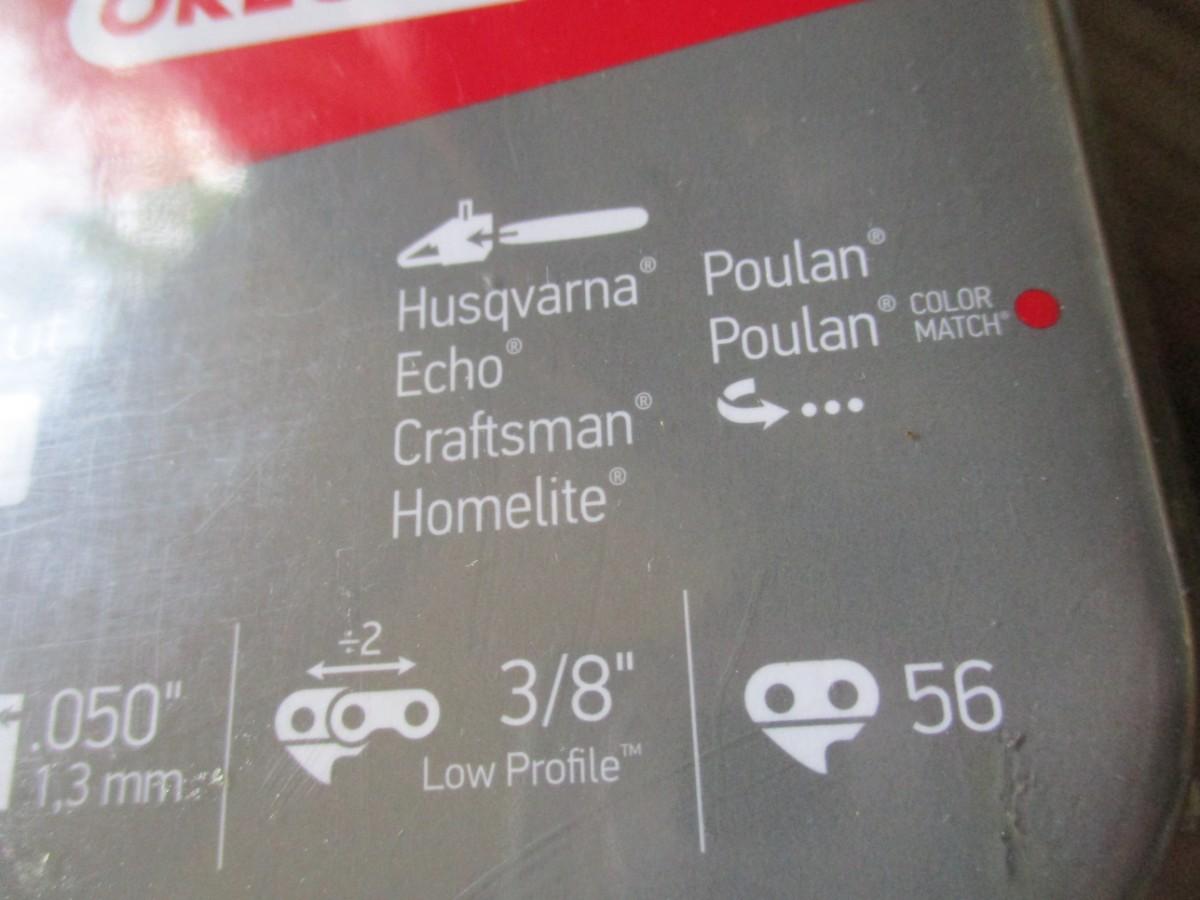 Husqvarna®
Echo®
Craftsman®
Homelite®
Poulan®
Poulan® COLOR MATCH®
.050"
1,3 mm
÷2
3/8"
Low Profile™
56